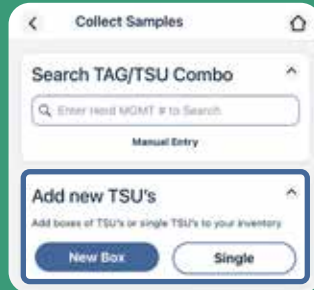 Collect Samples
Search TAG/TSU Combo
Enter Herd MGMT # to Search
Manual Entry
Add new TSU's
Add boxes of TSU's or single TSU's to your inventory
New Box
Single